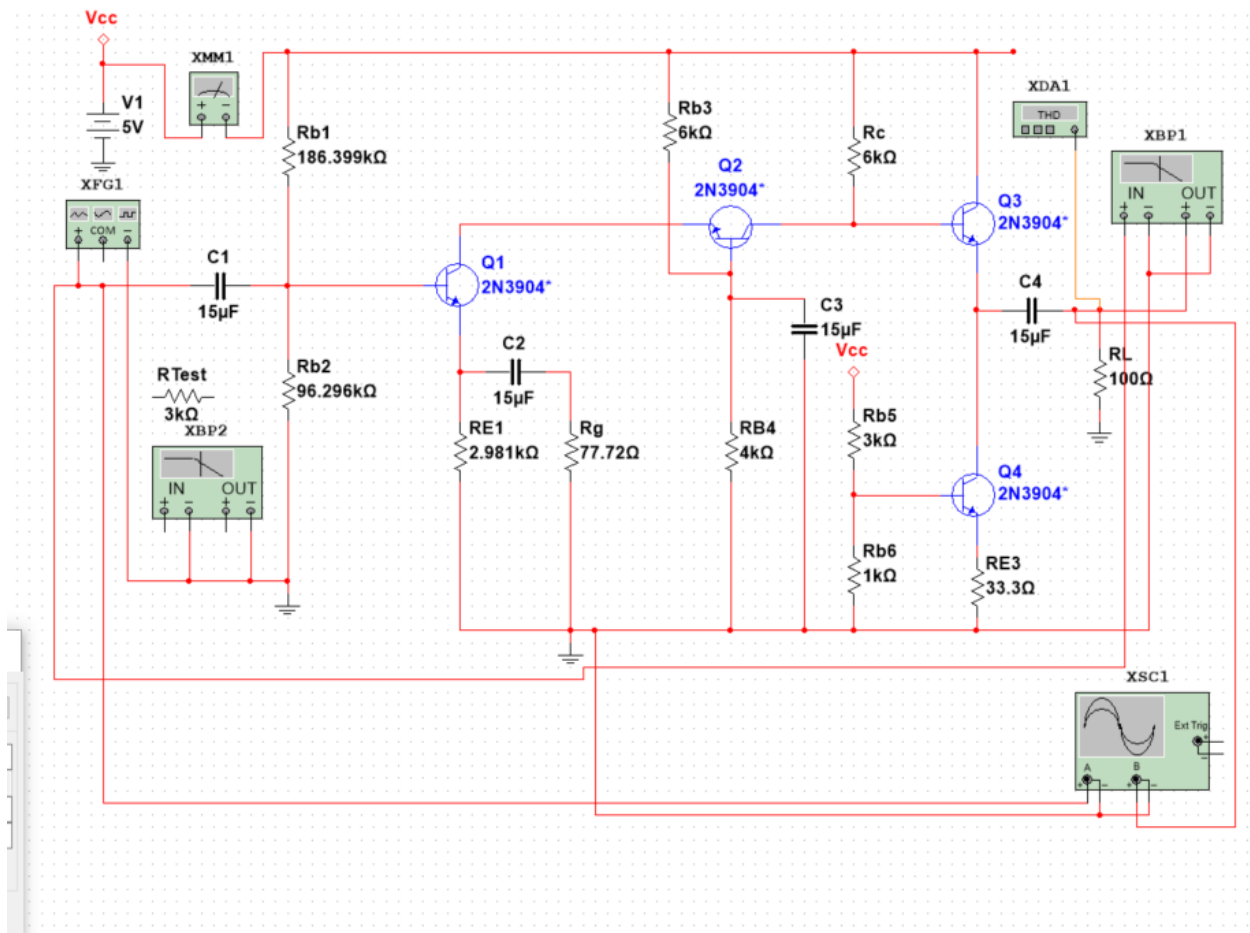 Vcc
XMM1
V1
5V
Rb1
186.399kΩ
Rb3
6kΩ
Rc
6kΩ
XDA1
THD
XBP1
IN
OUT
XFG1
COM
Q2
2N3904*
Q3
2N3904*
C1
15µF
Q1
2N3904*
C4
15µF
C3
15µF
Vcc
C2
15µF
RL
100Ω
RTest
3kΩ
Rb2
96.296kΩ
XBP2
IN
OUT
RE1
2.981kΩ
Rg
77.72Ω
RB4
4kΩ
Rb5
3kΩ
Q4
2N3904*
Rb6
1kΩ
RE3
33.3Ω
XSC1
Ext Trig
A
B